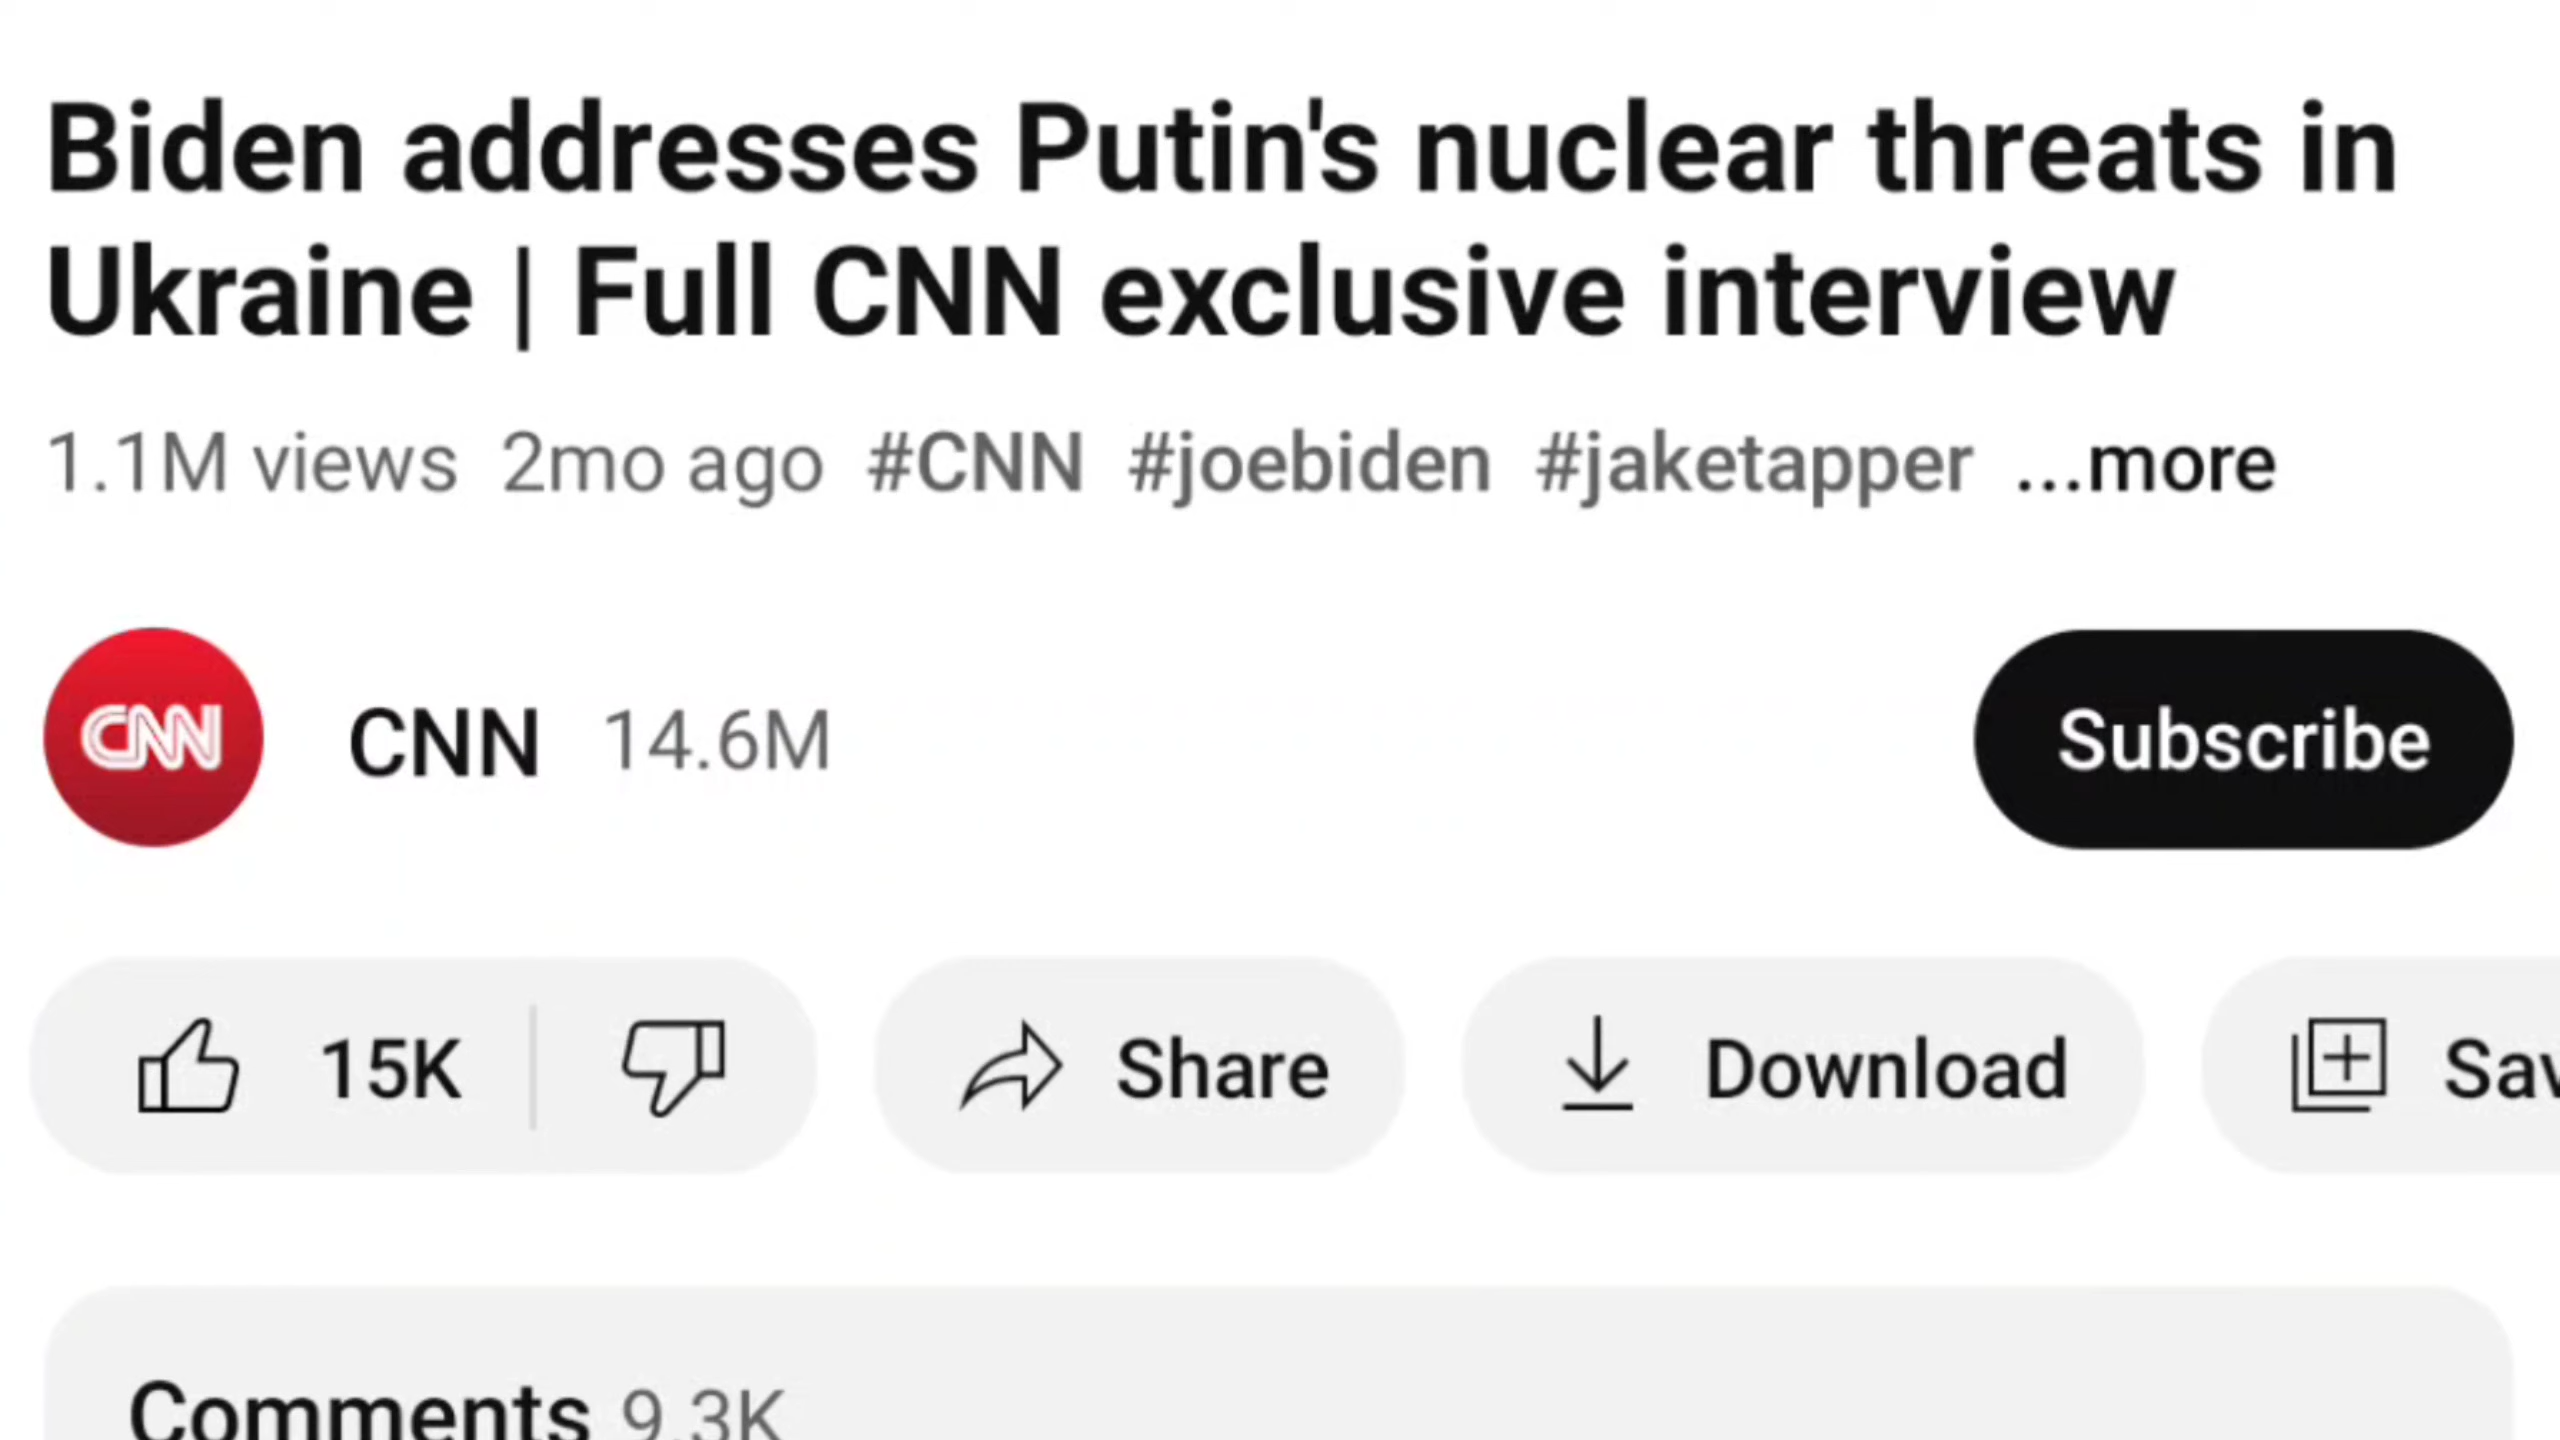 Biden addresses Putin's nuclear threats in
Ukraine | Full CNN exclusive interview
1.1M views 2mo ago #CNN #joebiden #jaketapper ...more
CNN CNN 14.6M Subscribe
15K Share Download Sav
Comments 9.3K